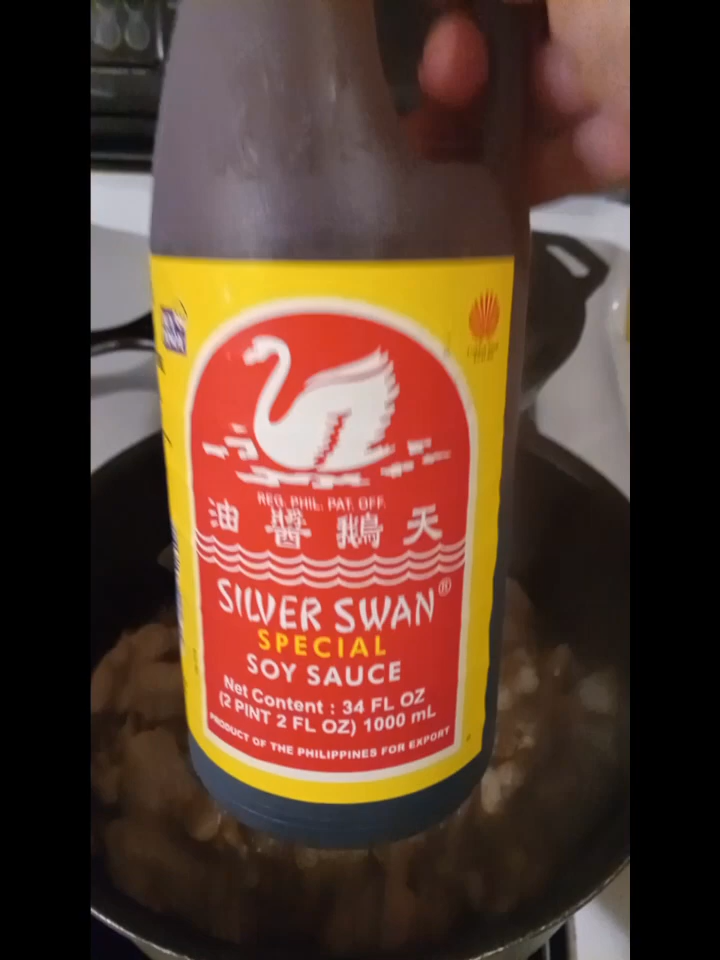 REG. PHIL. PAT. OFF.
油醬鵝天
SILVER SWAN®
SPECIAL
SOY SAUCE
Net Content : 34 FL OZ
(2 PINT 2 FL OZ) 1000 mL
PRODUCT OF THE PHILIPPINES FOR EXPORT